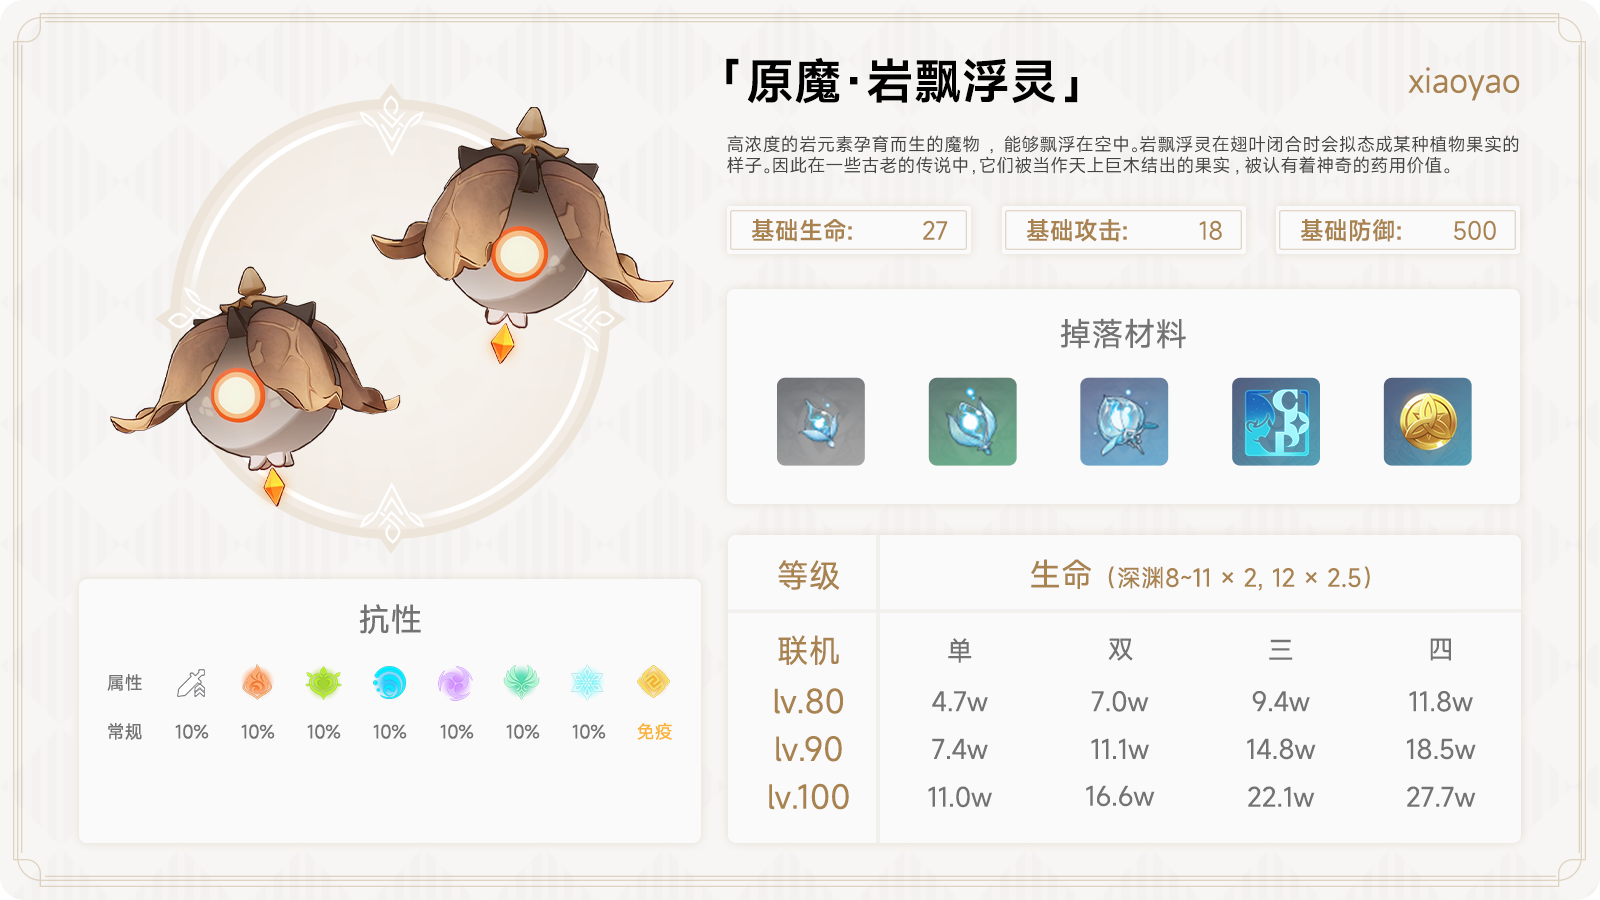 「原魔·岩飘浮灵」
xiaoyao
高浓度的岩元素孕育而生的魔物，能够飘浮在空中。岩飘浮灵在翅叶闭合时会拟态成某种植物果实的
样子。因此在一些古老的传说中，它们被当作天上巨木结出的果实，被认有着神奇的药用价值。
基础生命: 27
基础攻击: 18
基础防御: 500
掉落材料
COP
抗性
属性
常规 10% 10% 10% 10% 10% 10% 10% 免疫
等级 生命（深渊8~11 × 2, 12 × 2.5）
联机 单 双 三 四
lv.80 4.7w 7.0w 9.4w 11.8w
lv.90 7.4w 11.1w 14.8w 18.5w
lv.100 11.0w 16.6w 22.1w 27.7w